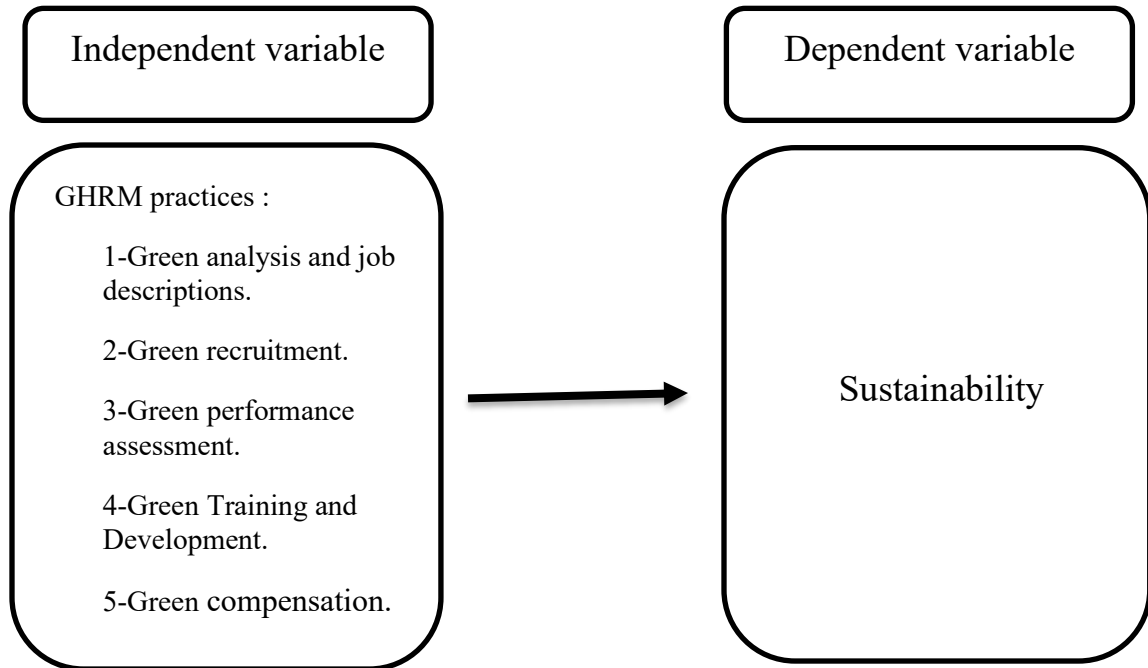 Independent variable
Dependent variable
GHRM practices :
1-Green analysis and job
descriptions.
2-Green recruitment.
3-Green performance
assessment.
4-Green Training and
Development.
5-Green compensation.
Sustainability